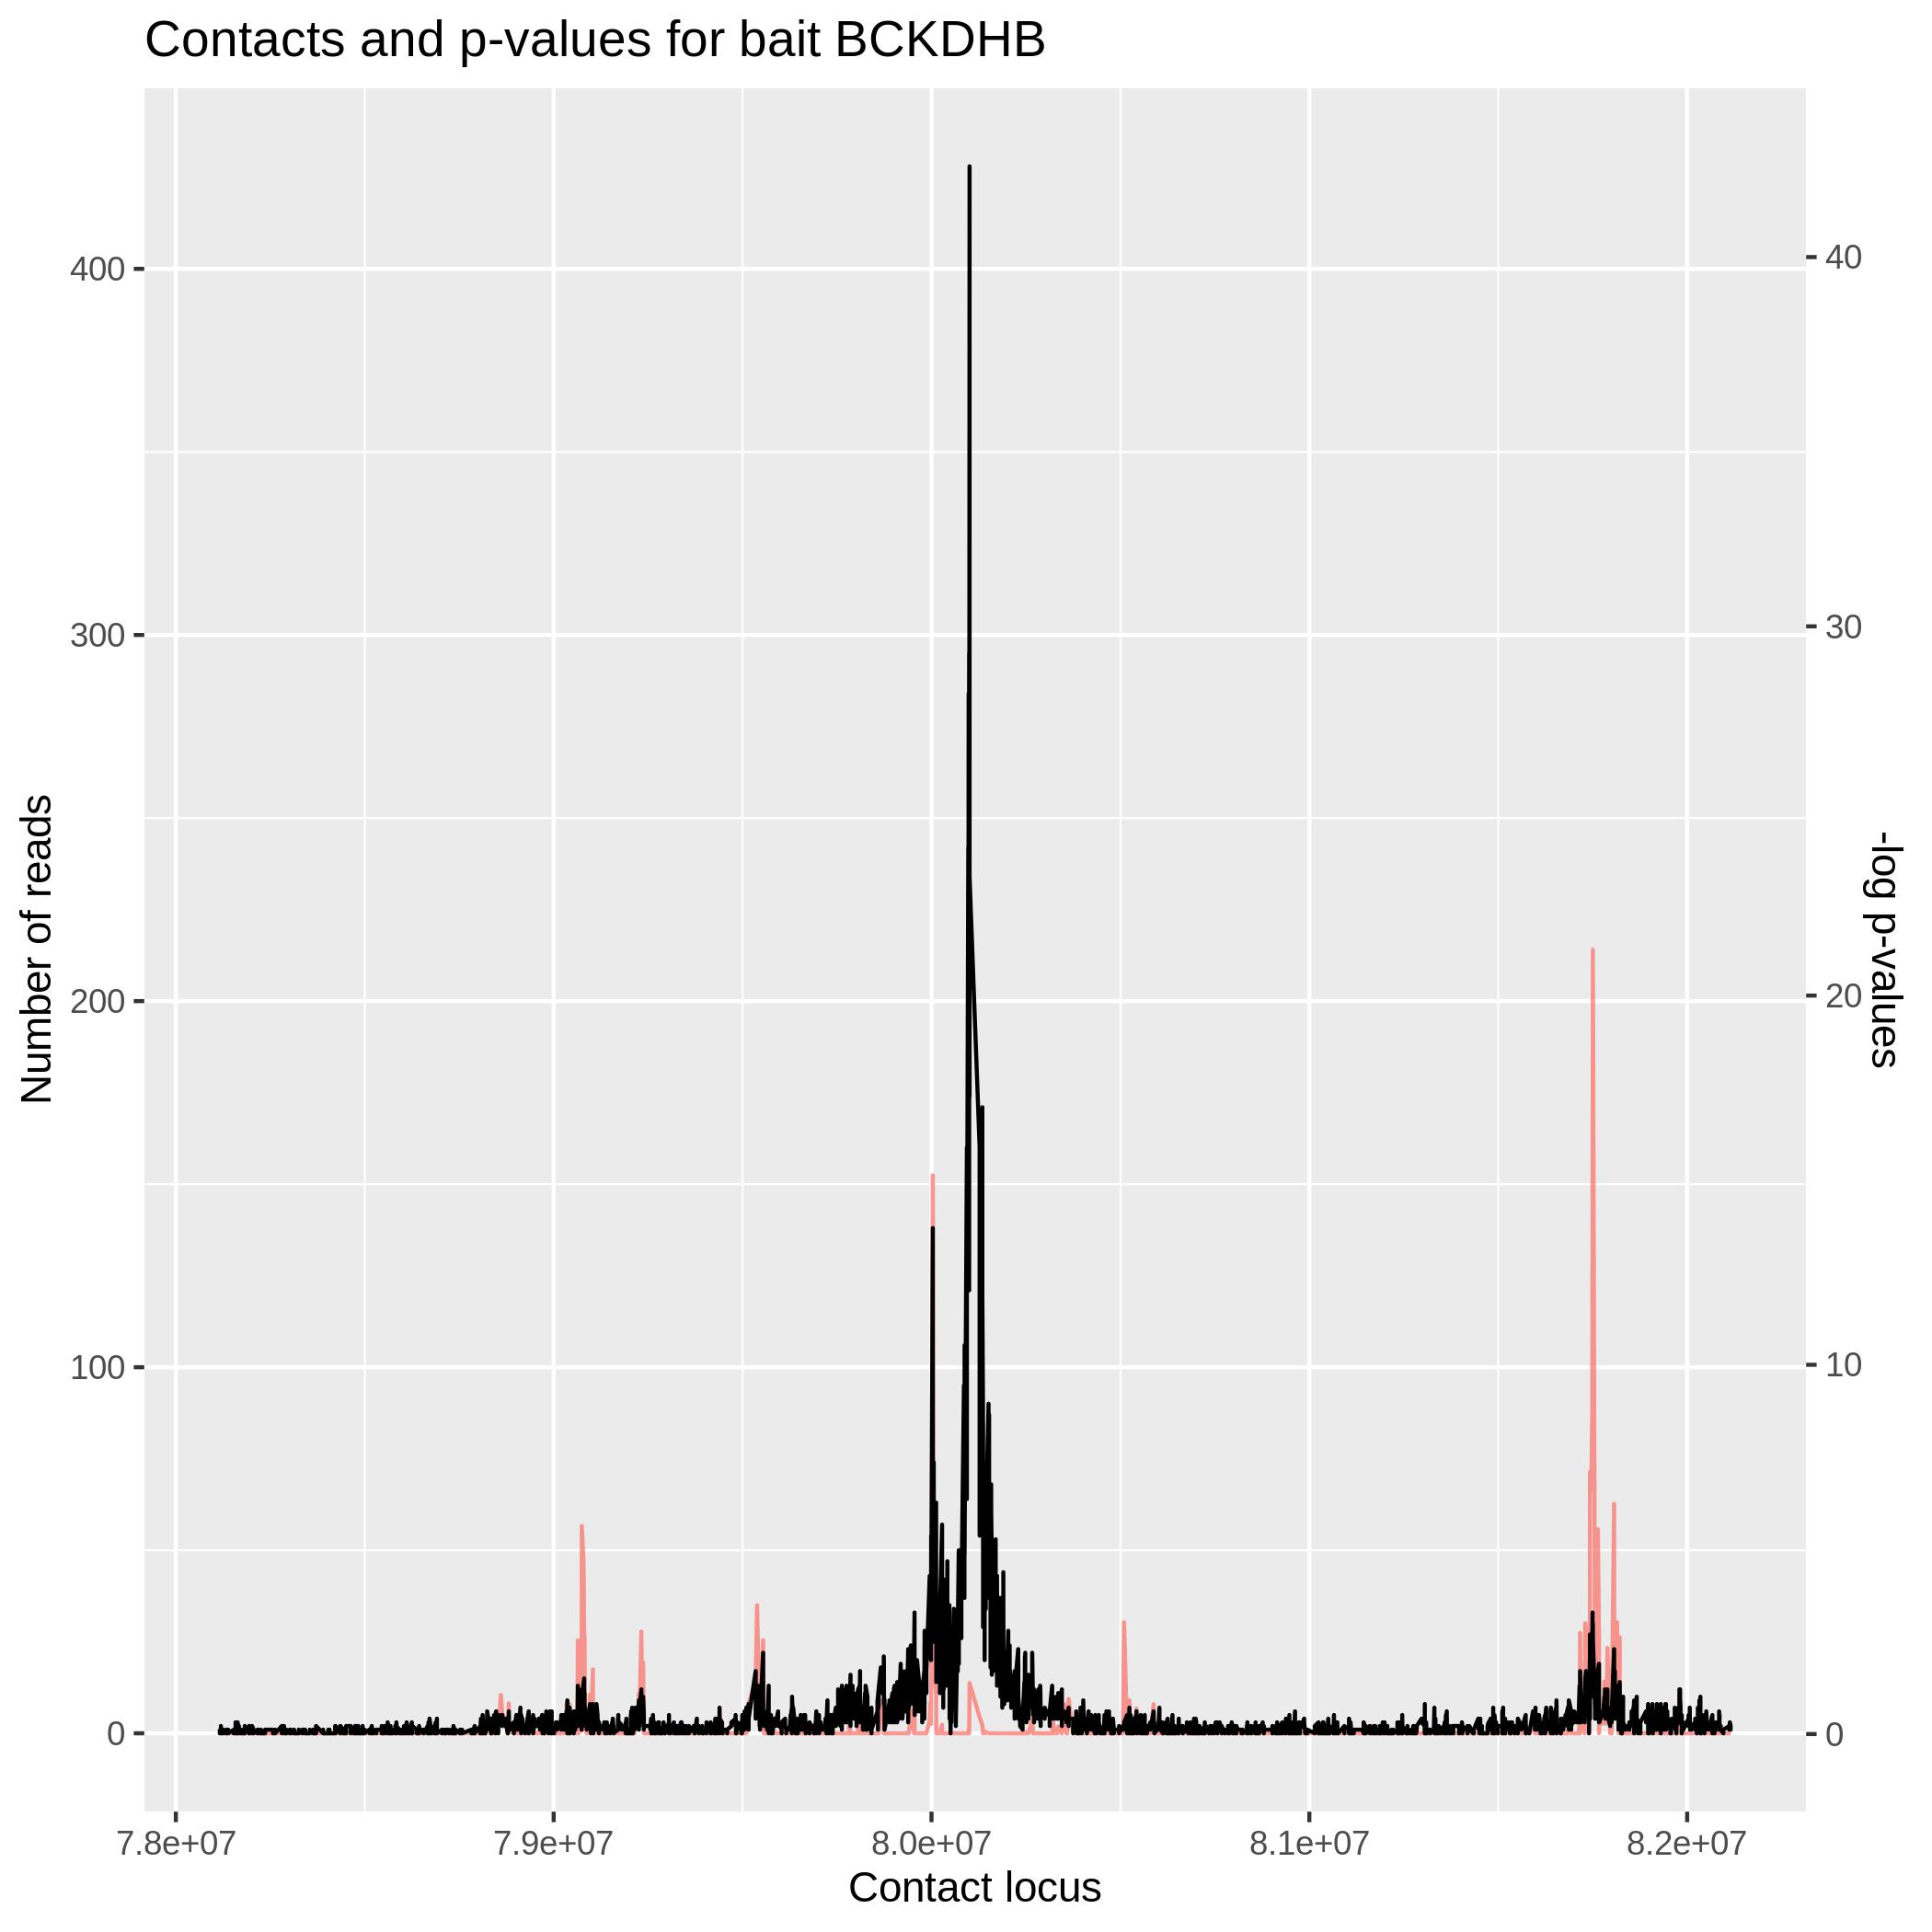 Contacts and p-values for bait BCKDHB
Number of reads
400
300
200
100
0
40
30
20
10
0
-log p-values
7.8e+07 7.9e+07 8.0e+07 8.1e+07 8.2e+07
Contact locus